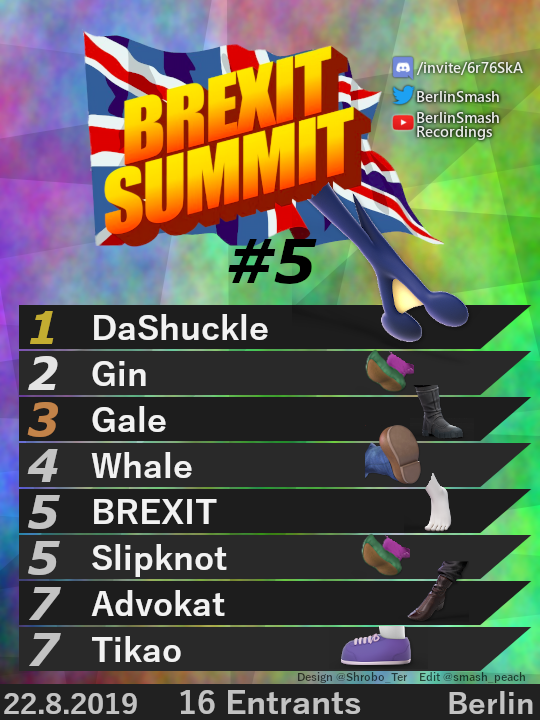 BREXIT
SUMMIT
#5
/invite/6r76SkA
BerlinSmash
BerlinSmash
Recordings
1 DaShuckle
2 Gin
3 Gale
4 Whale
5 BREXIT
5 Slipknot
7 Advokat
7 Tikao
Design @Shrobo_Ter Edit @smash_peach
22.8.2019 16 Entrants Berlin